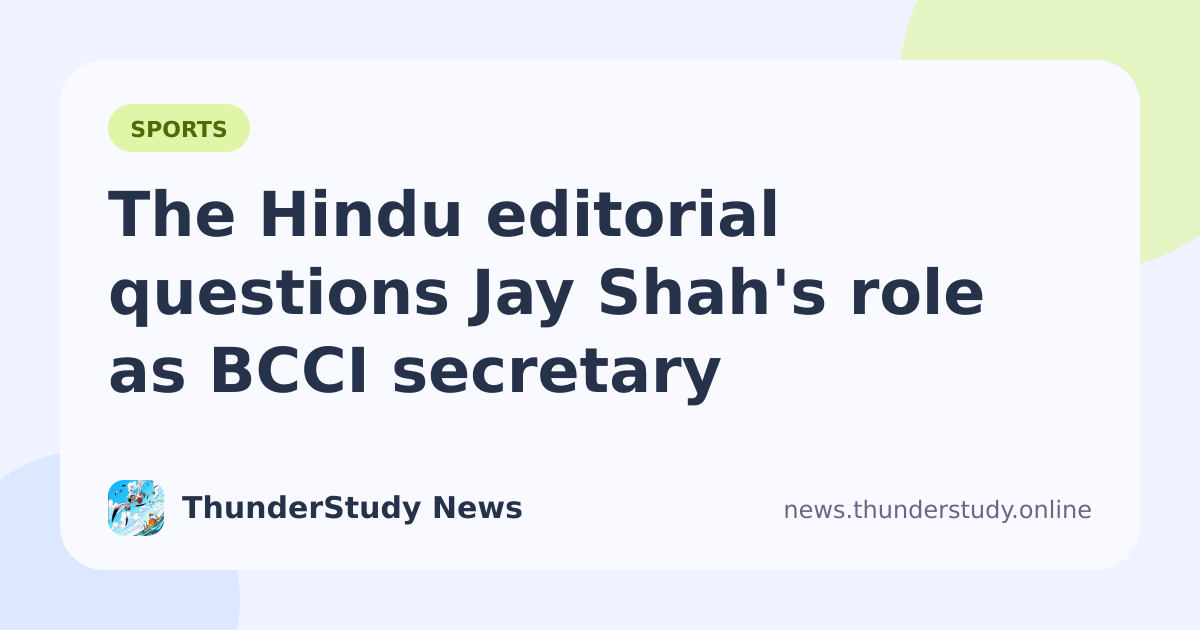 SPORTS
The Hindu editorial
questions Jay Shah's role
as BCCI secretary
ThunderStudy News
news.thunderstudy.online